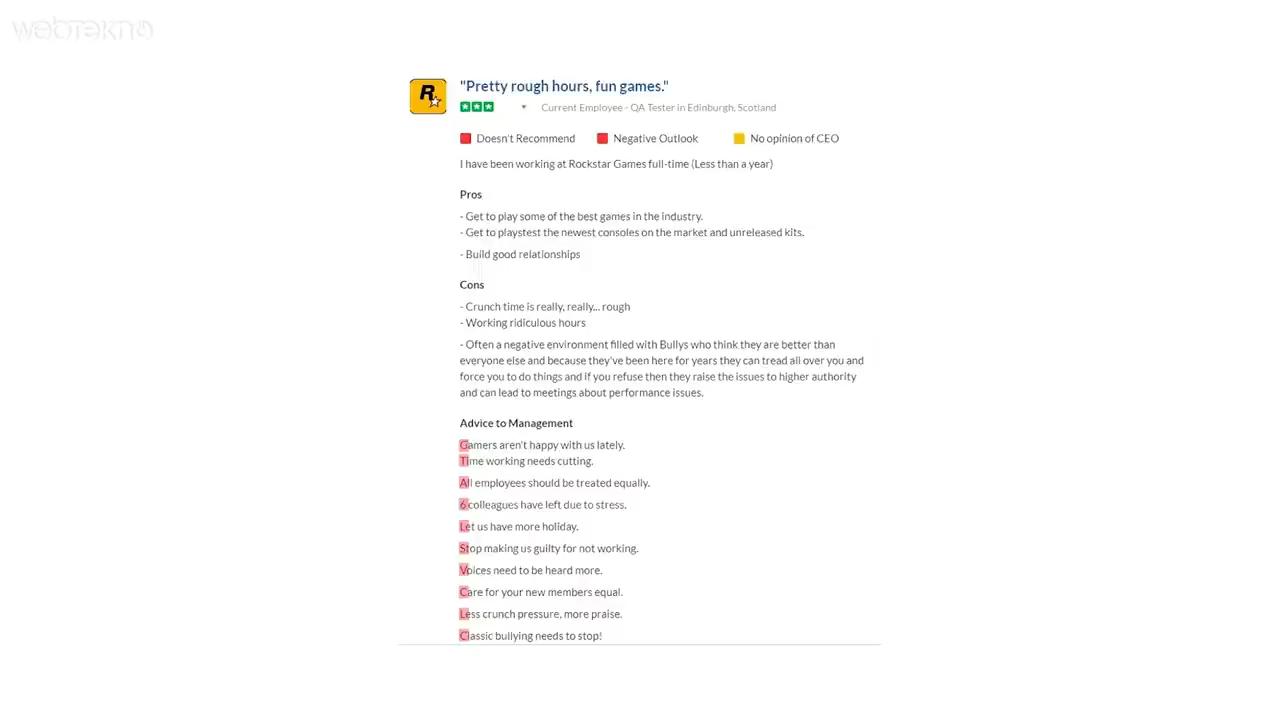 webtekno
"Pretty rough hours, fun games."
Current Employee - QA Tester in Edinburgh, Scotland
Doesn't Recommend Negative Outlook No opinion of CEO
I have been working at Rockstar Games full-time (Less than a year)
Pros
- Get to play some of the best games in the industry.
- Get to playstest the newest consoles on the market and unreleased kits.
- Build good relationships
Cons
- Crunch time is really, really... rough
- Working ridiculous hours
- Often a negative environment filled with Bullys who think they are better than
everyone else and because they've been here for years they can tread all over you and
force you to do things and if you refuse then they raise the issues to higher authority
and can lead to meetings about performance issues.
Advice to Management
Gamers aren't happy with us lately.
Time working needs cutting.
All employees should be treated equally.
6 colleagues have left due to stress.
Let us have more holiday.
Stop making us guilty for not working.
Voices need to be heard more.
Care for your new members equal.
Less crunch pressure, more praise.
Classic bullying needs to stop!